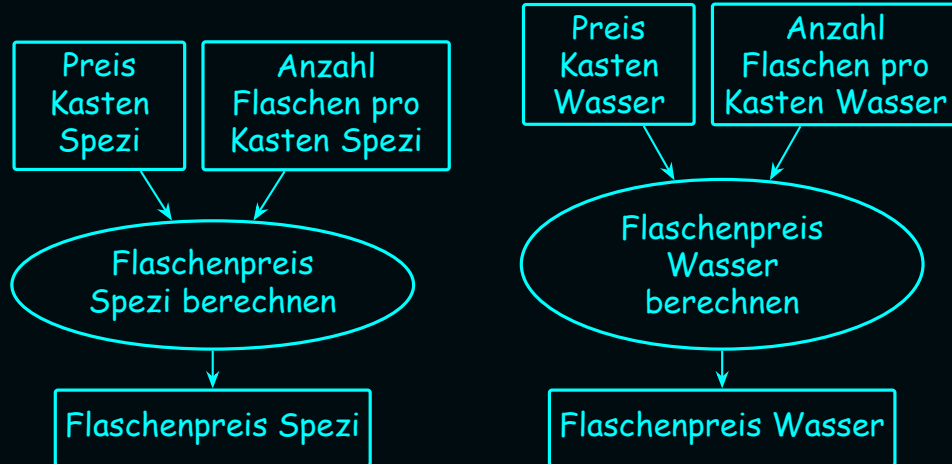 Preis
Kasten
Spezi
Anzahl
Flaschen pro
Kasten Spezi
Flaschenpreis
Spezi berechnen
Flaschenpreis Spezi
Preis
Kasten
Wasser
Anzahl
Flaschen pro
Kasten Wasser
Flaschenpreis
Wasser
berechnen
Flaschenpreis Wasser